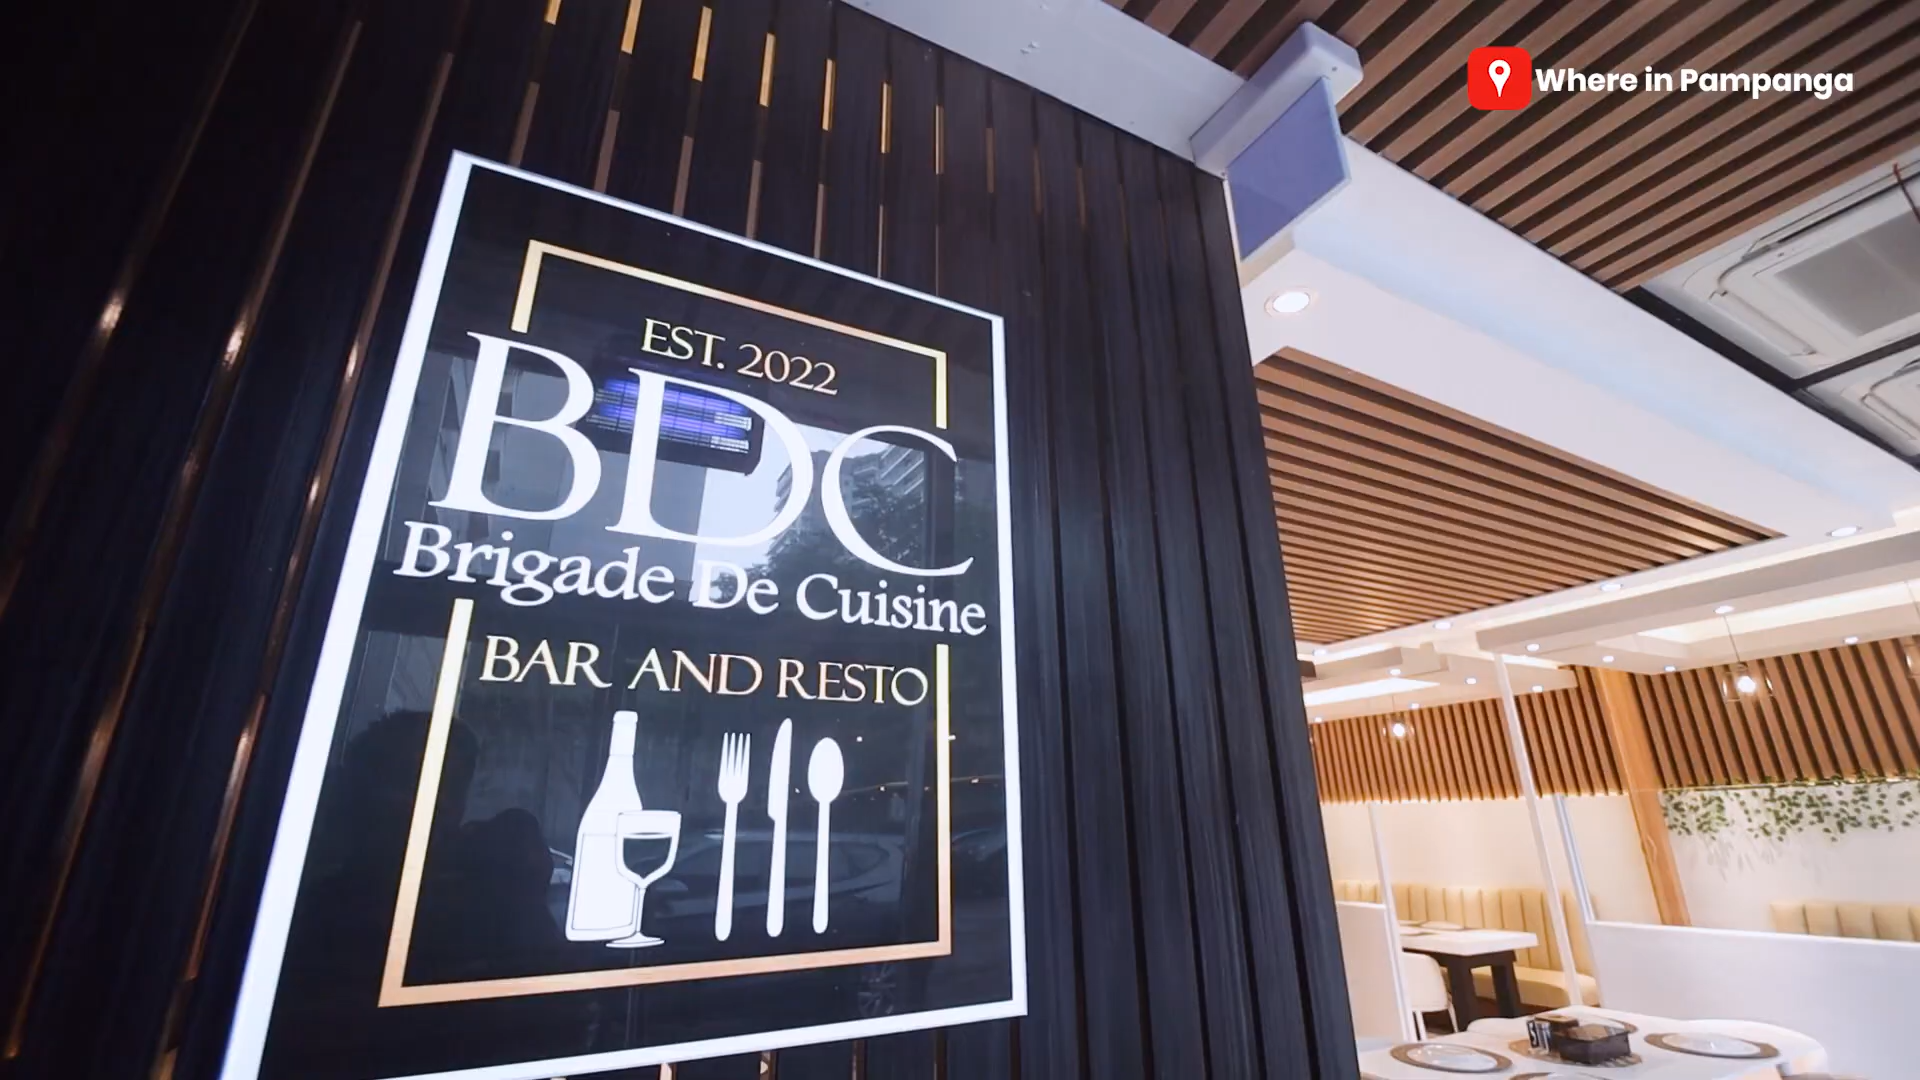 Where in Pampanga
EST. 2022
BDC
Brigade De Cuisine
BAR AND RESTO